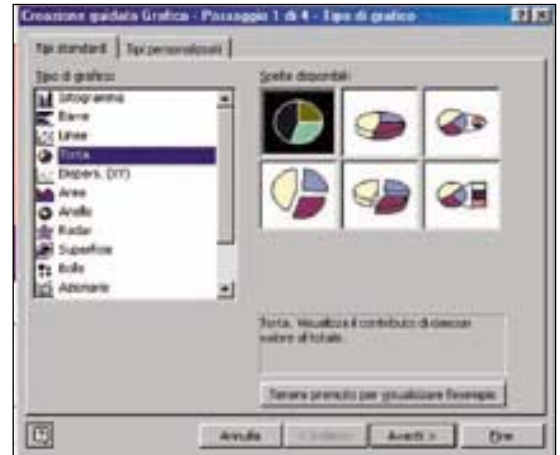 Creazione guidata Grafico - Passaggio 1 di 4 - Tipo di grafico
Tipi standard
Tipi personalizzati
Tipo di grafico:
Scelte disponibili:
Istogramma
Barre
Linee
Torta
Dispers. (XY)
Area
Anello
Radar
Superficie
Bolle
Azionario
Torta. Visualizza il contributo di ciascun
valore al totale.
Tenere premuto per visualizzare l'esempio
Annulla
< Indietro
Avanti >
Fine